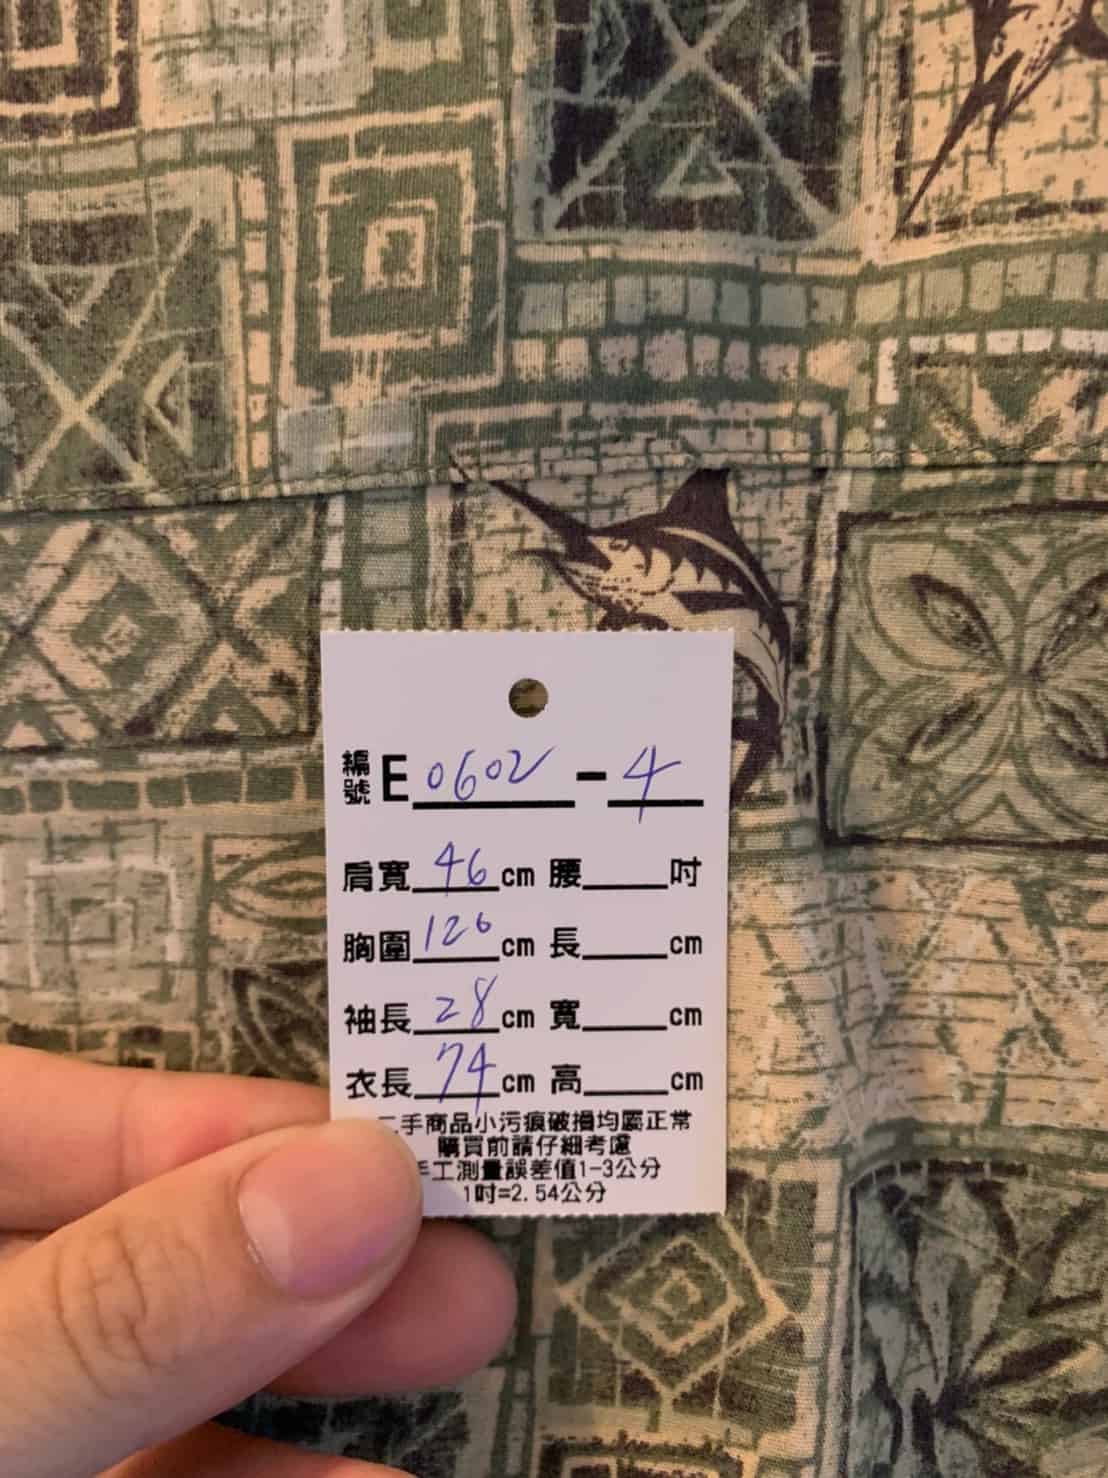 編號 E 0602 - 4
肩寬 46 cm 腰 吋
胸圍 126 cm 長 cm
袖長 28 cm 寬 cm
衣長 74 cm 高 cm
二手商品小污痕破損均屬正常
購買前請仔細考慮
手工測量誤差值1-3公分
1吋=2.54公分